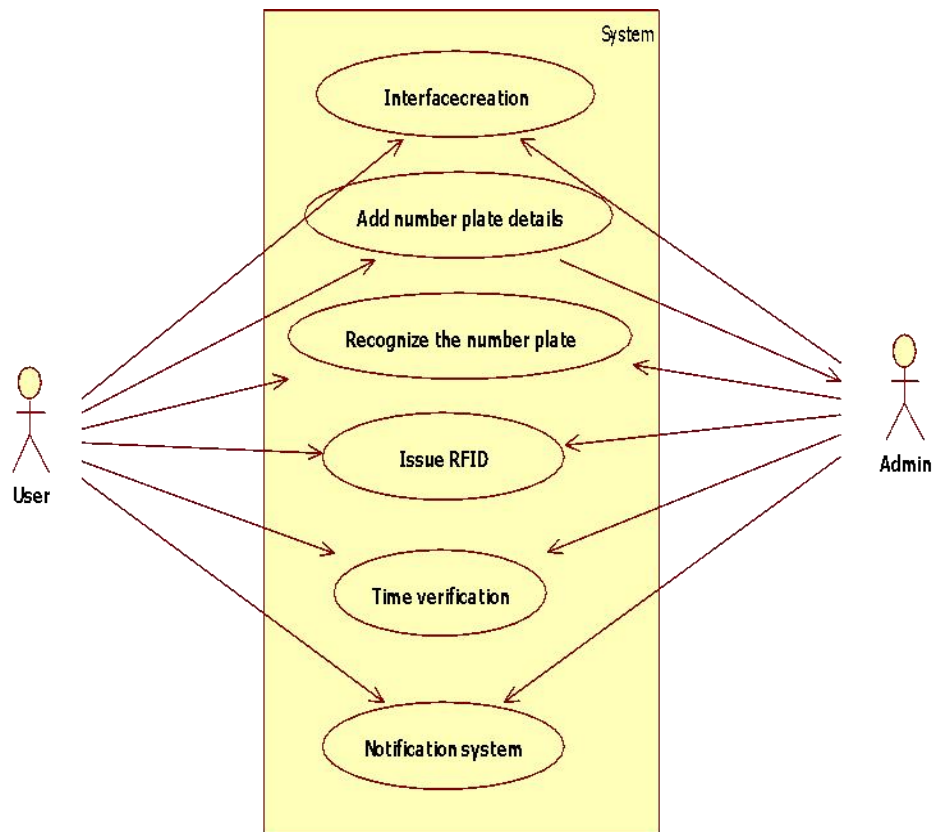 System
Interfacecreation
Add number plate details
Recognize the number plate
Issue RFID
User
Admin
Time verification
Notification system